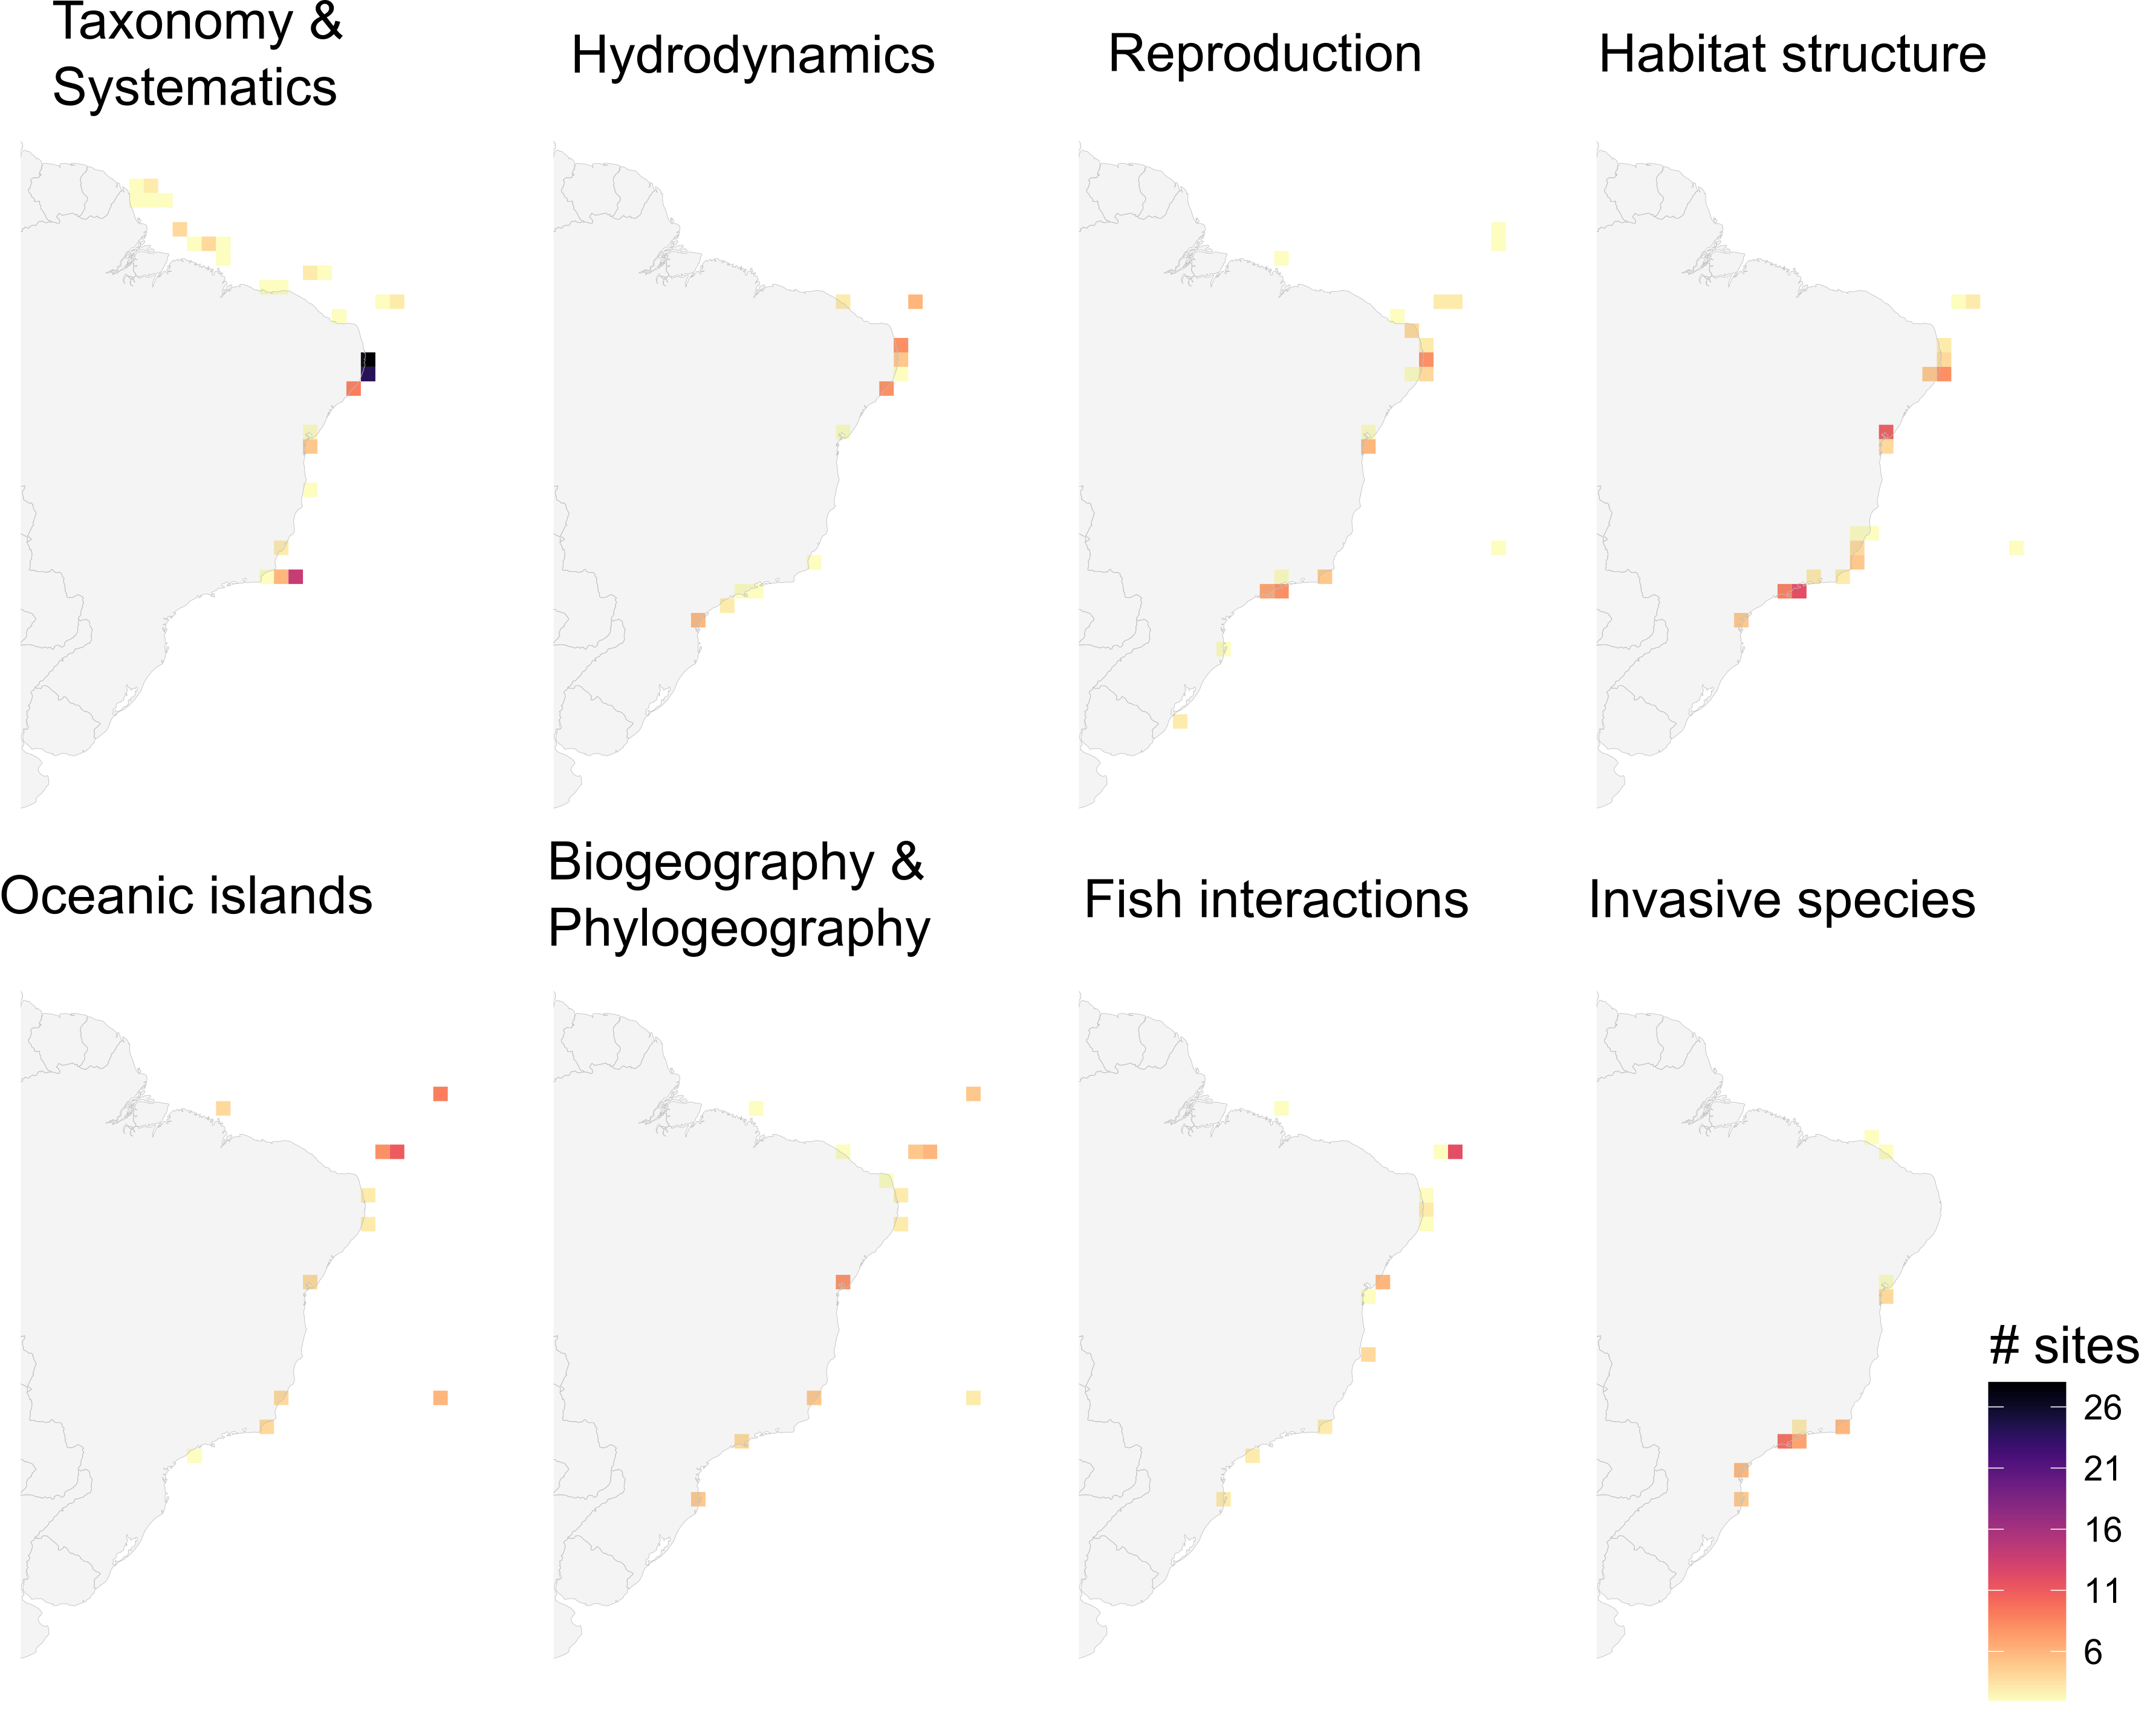 Taxonomy &
Systematics
Hydrodynamics
Reproduction
Habitat structure
Oceanic islands
Biogeography &
Phylogeography
Fish interactions
Invasive species
# sites
26
21
16
11
6